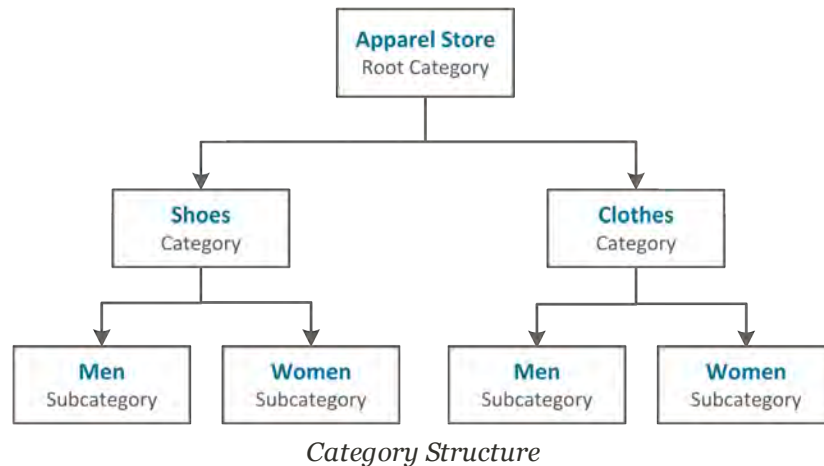 Apparel Store
Root Category
Shoes
Category
Clothes
Category
Men
Subcategory
Women
Subcategory
Men
Subcategory
Women
Subcategory
Category Structure